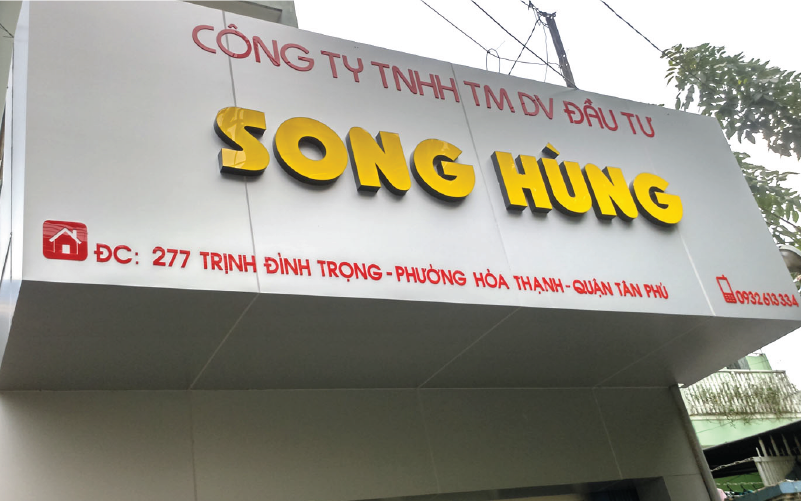 CÔNG TY TNHH TM DV ĐẦU TƯ
SONG HÙNG
ĐC: 277 TRỊNH ĐÌNH TRỌNG - PHƯỜNG HÒA THẠNH - QUẬN TÂN PHÚ
0932 613 334